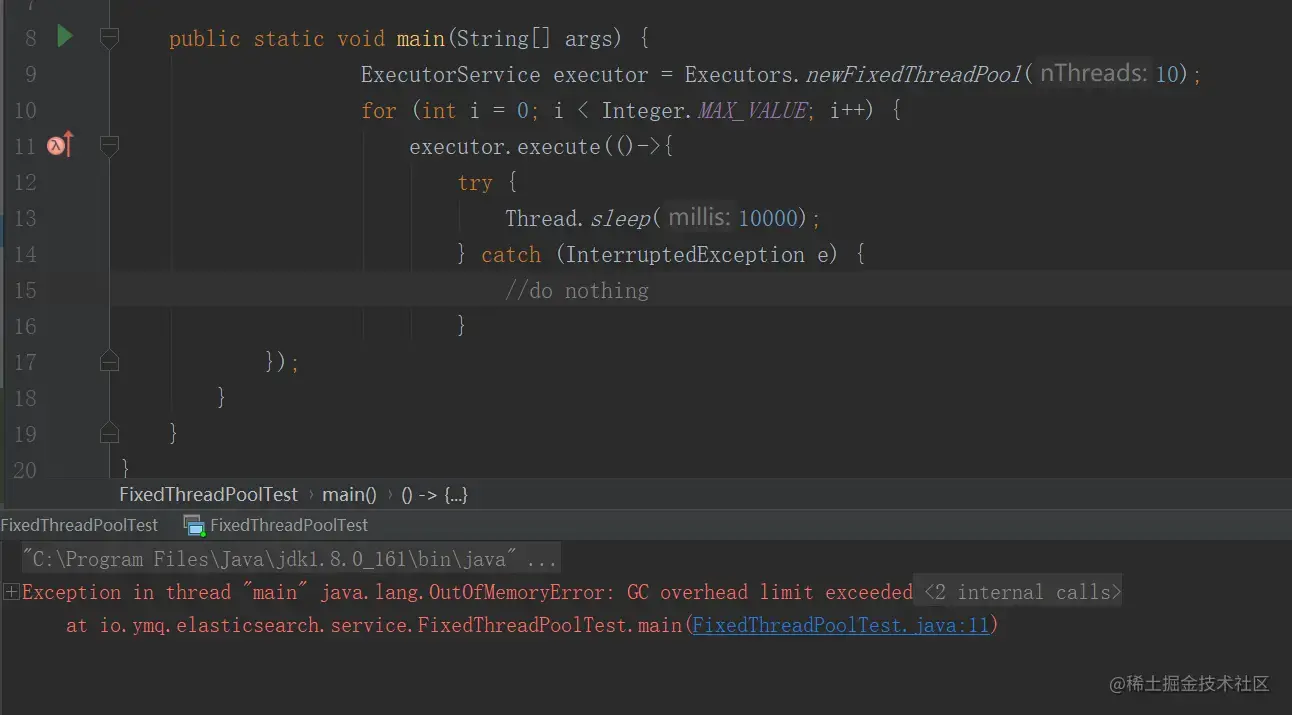 7
8 public static void main(String[] args) {
9 ExecutorService executor = Executors.newFixedThreadPool( nThreads: 10);
10 for (int i = 0; i < Integer.MAX_VALUE; i++) {
11 executor.execute(()->{
12 try {
13 Thread.sleep( millis: 10000);
14 } catch (InterruptedException e) {
15 //do nothing
16 }
17 });
18 }
19 }
20 }
FixedThreadPoolTest › main() › () -> {...}
FixedThreadPoolTest FixedThreadPoolTest
"C:\Program Files\Java\jdk1.8.0_161\bin\java" ...
Exception in thread "main" java.lang.OutOfMemoryError: GC overhead limit exceeded <2 internal calls>
at io.ymq.elasticsearch.service.FixedThreadPoolTest.main(FixedThreadPoolTest.java:11)
@稀土掘金技术社区